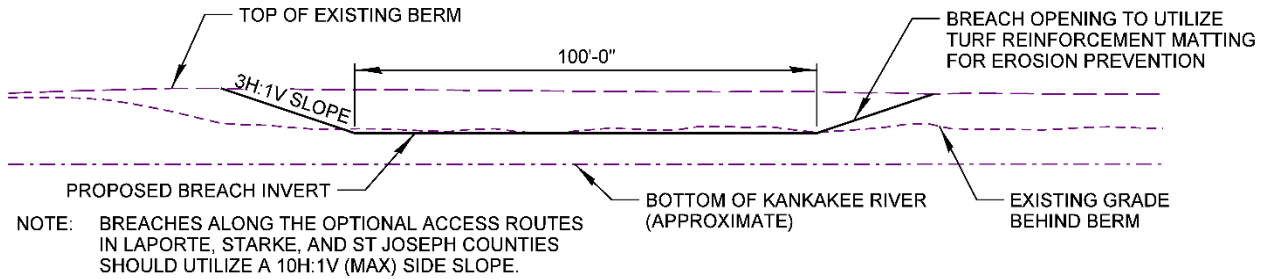 TOP OF EXISTING BERM
BREACH OPENING TO UTILIZE
TURF REINFORCEMENT MATTING
FOR EROSION PREVENTION
100'-0"
3H:1V SLOPE
PROPOSED BREACH INVERT
BOTTOM OF KANKAKEE RIVER
(APPROXIMATE)
EXISTING GRADE
BEHIND BERM
NOTE: BREACHES ALONG THE OPTIONAL ACCESS ROUTES
IN LAPORTE, STARKE, AND ST JOSEPH COUNTIES
SHOULD UTILIZE A 10H:1V (MAX) SIDE SLOPE.